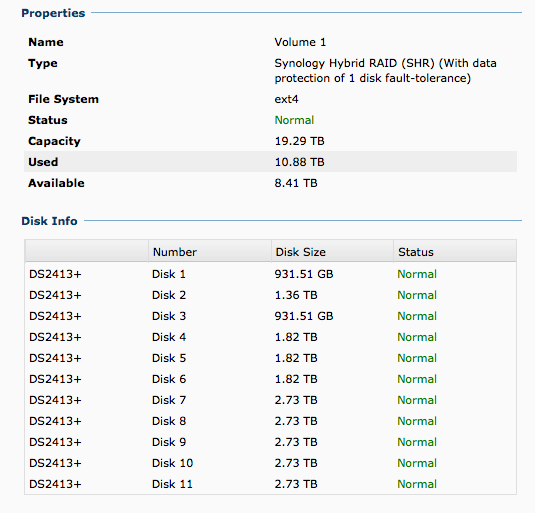 Properties
Name Volume 1
Type Synology Hybrid RAID (SHR) (With data
protection of 1 disk fault-tolerance)
File System ext4
Status Normal
Capacity 19.29 TB
Used 10.88 TB
Available 8.41 TB
Disk Info
Number Disk Size Status
DS2413+ Disk 1 931.51 GB Normal
DS2413+ Disk 2 1.36 TB Normal
DS2413+ Disk 3 931.51 GB Normal
DS2413+ Disk 4 1.82 TB Normal
DS2413+ Disk 5 1.82 TB Normal
DS2413+ Disk 6 1.82 TB Normal
DS2413+ Disk 7 2.73 TB Normal
DS2413+ Disk 8 2.73 TB Normal
DS2413+ Disk 9 2.73 TB Normal
DS2413+ Disk 10 2.73 TB Normal
DS2413+ Disk 11 2.73 TB Normal